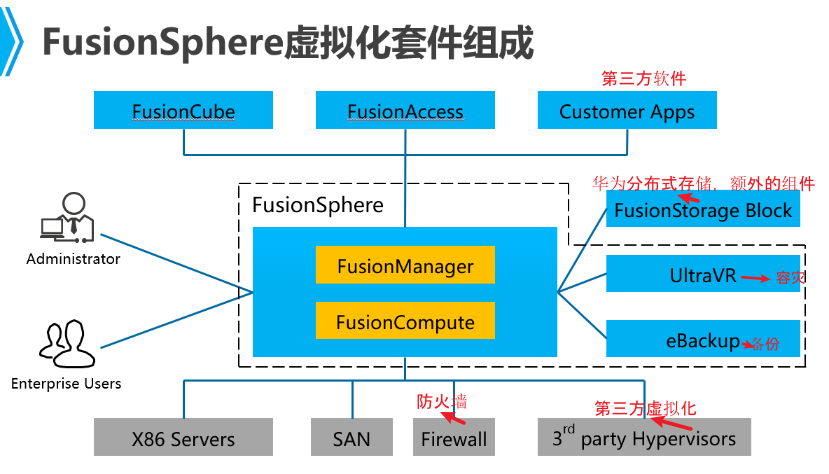 FusionSphere虚拟化套件组成
第三方软件
FusionCube
FusionAccess
Customer Apps
华为分布式存储，额外的组件
FusionSphere
FusionStorage Block
Administrator
FusionManager
UltraVR
容灾
FusionCompute
eBackup
备份
Enterprise Users
防火墙
第三方虚拟化
X86 Servers
SAN
Firewall
3rd party Hypervisors